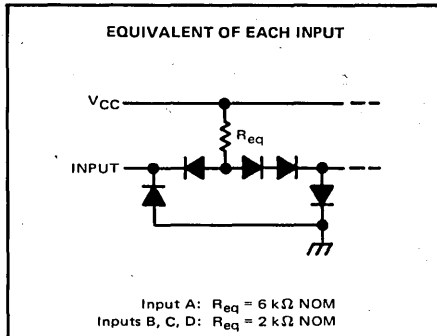 EQUIVALENT OF EACH INPUT
VCC
Req
INPUT
Input A: Req = 6 kΩ NOM
Inputs B, C, D: Req = 2 kΩ NOM